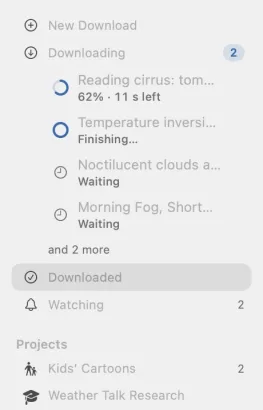 New Download
Downloading 2
Reading cirrus: tom...
62% · 11 s left
Temperature inversi...
Finishing...
Noctilucent clouds a...
Waiting
Morning Fog, Short...
Waiting
and 2 more
Downloaded
Watching 2
Projects
Kids' Cartoons 2
Weather Talk Research